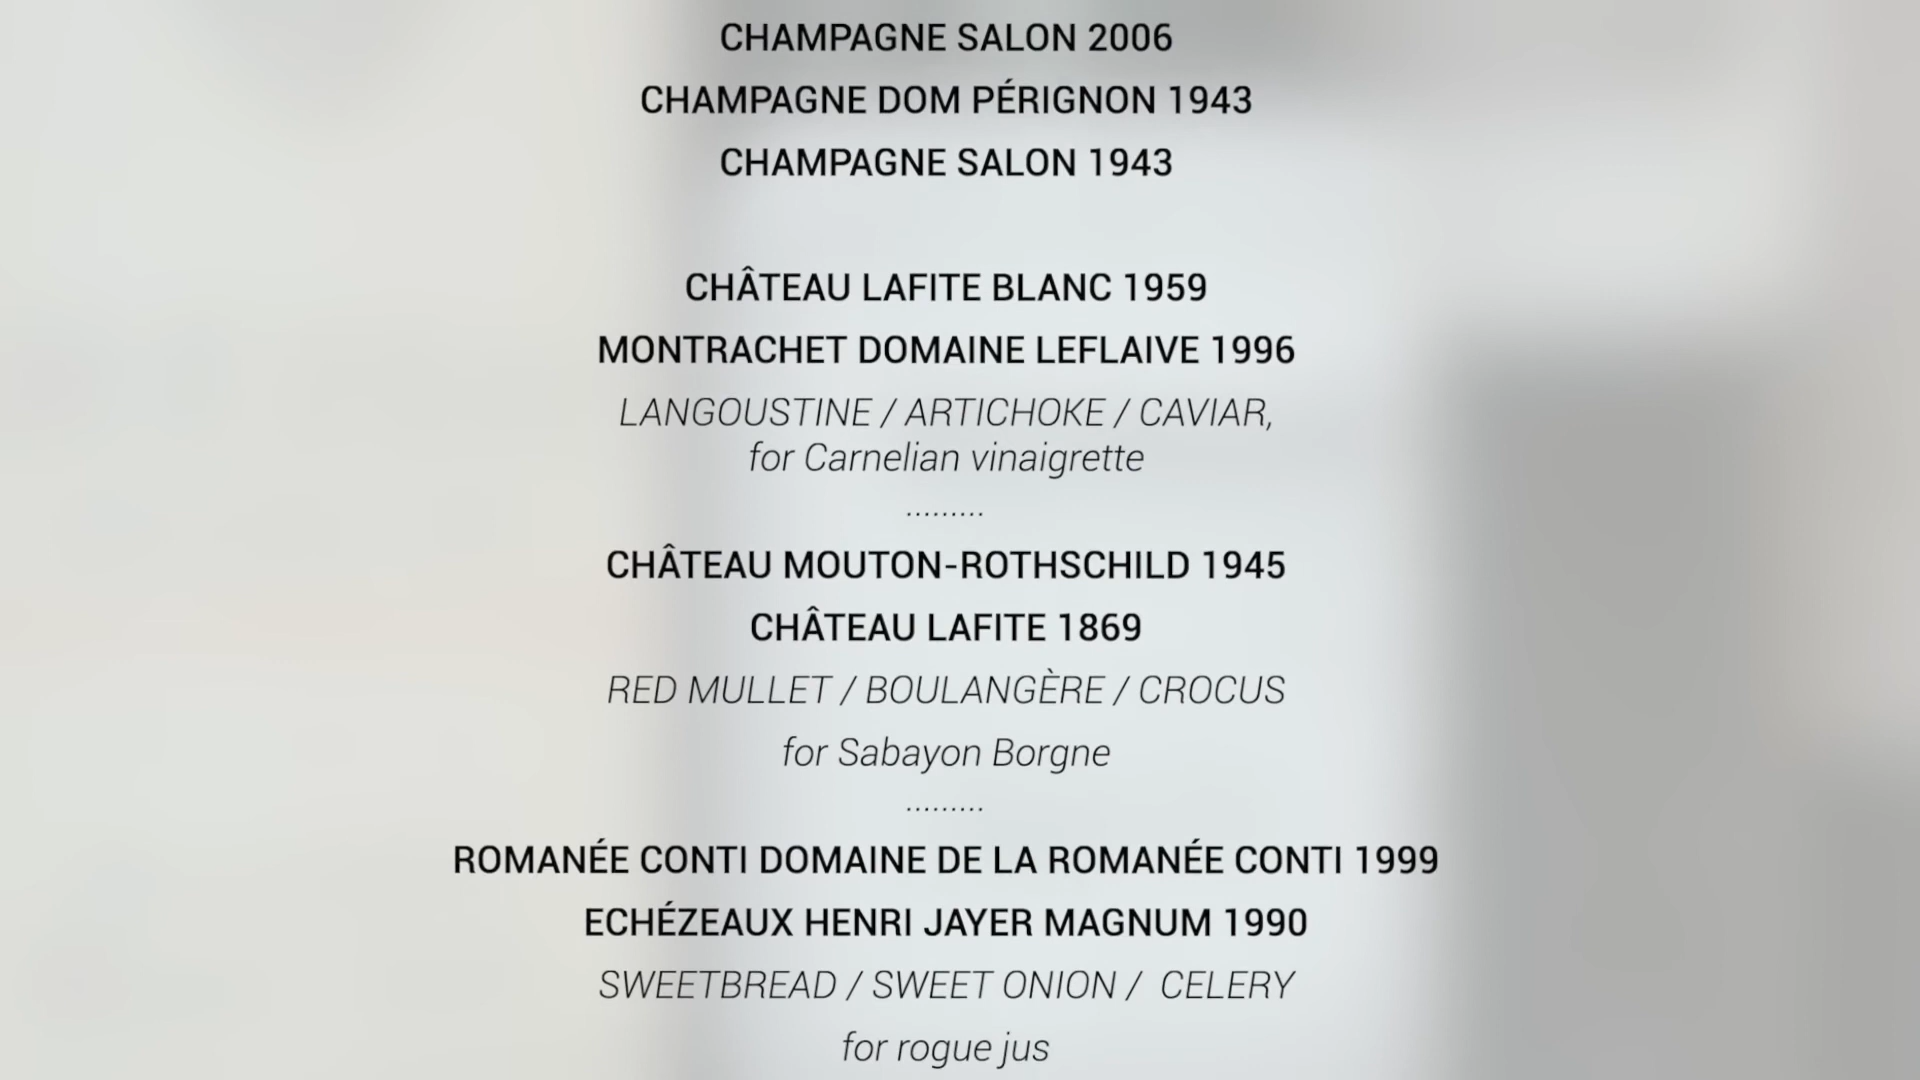 CHAMPAGNE SALON 2006
CHAMPAGNE DOM PÉRIGNON 1943
CHAMPAGNE SALON 1943
CHÂTEAU LAFITE BLANC 1959
MONTRACHET DOMAINE LEFLAIVE 1996
LANGOUSTINE / ARTICHOKE / CAVIAR,
for Carnelian vinaigrette
.........
CHÂTEAU MOUTON-ROTHSCHILD 1945
CHÂTEAU LAFITE 1869
RED MULLET / BOULANGÈRE / CROCUS
for Sabayon Borgne
.........
ROMANÉE CONTI DOMAINE DE LA ROMANÉE CONTI 1999
ECHÉZEAUX HENRI JAYER MAGNUM 1990
SWEETBREAD / SWEET ONION / CELERY
for rogue jus